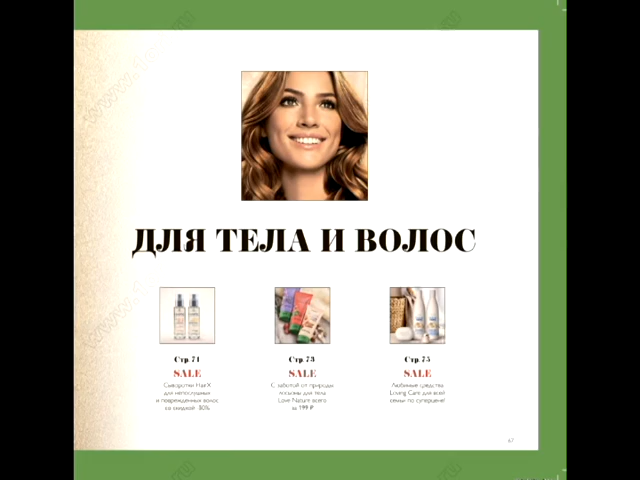 ДЛЯ ТЕЛА И ВОЛОС
Стр. 71
SALE
Сыворотки HairX
для непослушных
и поврежденных волос
со скидкой 30%
Стр. 73
SALE
С заботой от природы:
лосьоны для тела
Love Nature всего
за 199 ₽
Стр. 75
SALE
Любимые средства
Loving Care для всей
семьи по суперцене!
67